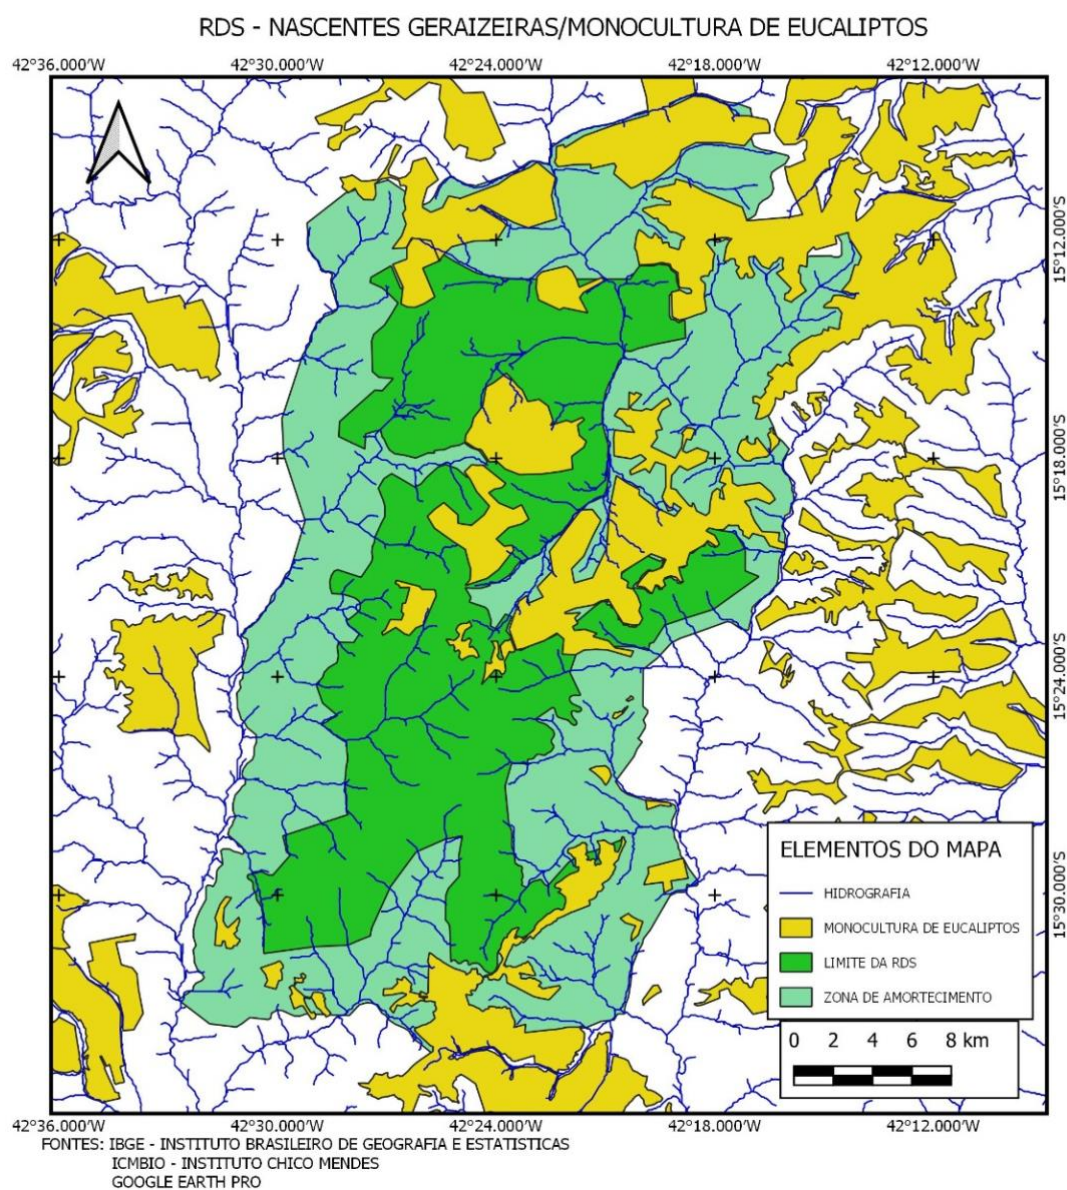 RDS - NASCENTES GERAIZEIRAS/MONOCULTURA DE EUCALIPTOS
42°36.000'W 42°30.000'W 42°24.000'W 42°18.000'W 42°12.000'W
15°12.000'S
15°18.000'S
15°24.000'S
15°30.000'S
ELEMENTOS DO MAPA
HIDROGRAFIA
MONOCULTURA DE EUCALIPTOS
LIMITE DA RDS
ZONA DE AMORTECIMENTO
0 2 4 6 8 km
42°36.000'W 42°30.000'W 42°24.000'W 42°18.000'W 42°12.000'W
FONTES: IBGE - INSTITUTO BRASILEIRO DE GEOGRAFIA E ESTATISTICAS
ICMBIO - INSTITUTO CHICO MENDES
GOOGLE EARTH PRO